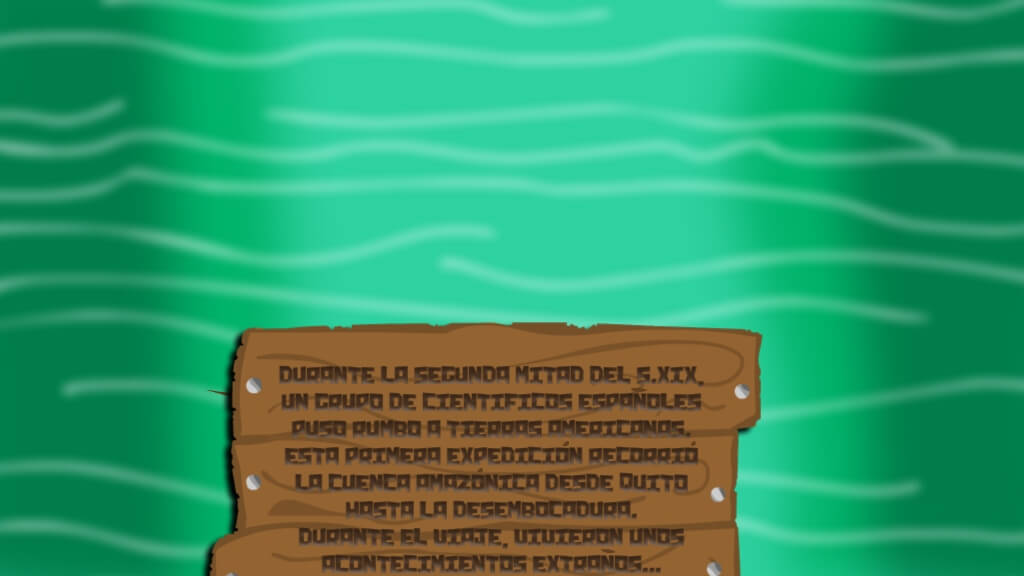 DURANTE LA SEGUNDA MITAD DEL S.XIX,
UN GRUPO DE CIENTIFICOS ESPAÑOLES
PUSO RUMBO A TIERRAS AMERICANAS.
ESTA PRIMERA EXPEDICIÓN RECORRIÓ
LA CUENCA AMAZÓNICA DESDE QUITO
HASTA LA DESEMBOCADURA.
DURANTE EL VIAJE, VIVIERON UNOS
ACONTECIMIENTOS EXTRAÑOS...